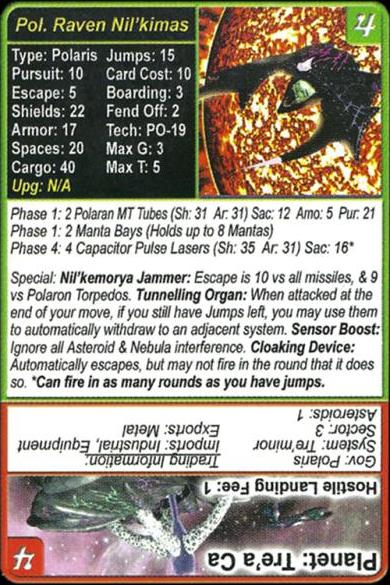 Pol. Raven Nil'kimas
4
Type: Polaris Jumps: 15
Pursuit: 10 Card Cost: 10
Escape: 5 Boarding: 3
Shields: 22 Fend Off: 2
Armor: 17 Tech: PO-19
Spaces: 20 Max G: 3
Cargo: 40 Max T: 5
Upg: N/A
Phase 1: 2 Polaran MT Tubes (Sh: 31 Ar: 31) Sac: 12 Amo: 5 Pur: 21
Phase 1: 2 Manta Bays (Holds up to 8 Mantas)
Phase 4: 4 Capacitor Pulse Lasers (Sh: 35 Ar: 31) Sac: 16*
Special: Nil'kemorya Jammer: Escape is 10 vs all missiles, & 9
vs Polaron Torpedos. Tunnelling Organ: When attacked at the
end of your move, if you still have Jumps left, you may use them
to automatically withdraw to an adjacent system. Sensor Boost:
Ignore all Asteroid & Nebula interference. Cloaking Device:
Automatically escapes, but may not fire in the round that it does
so. *Can fire in as many rounds as you have jumps.
Planet: Tre'a Ca
4
Hostile Landing Fee: 1
Gov: Polaris
System: Tre'minor
Sector: 3
Asteroids: 1
Trading Information:
Imports: Industrial, Equipment
Exports: Metal